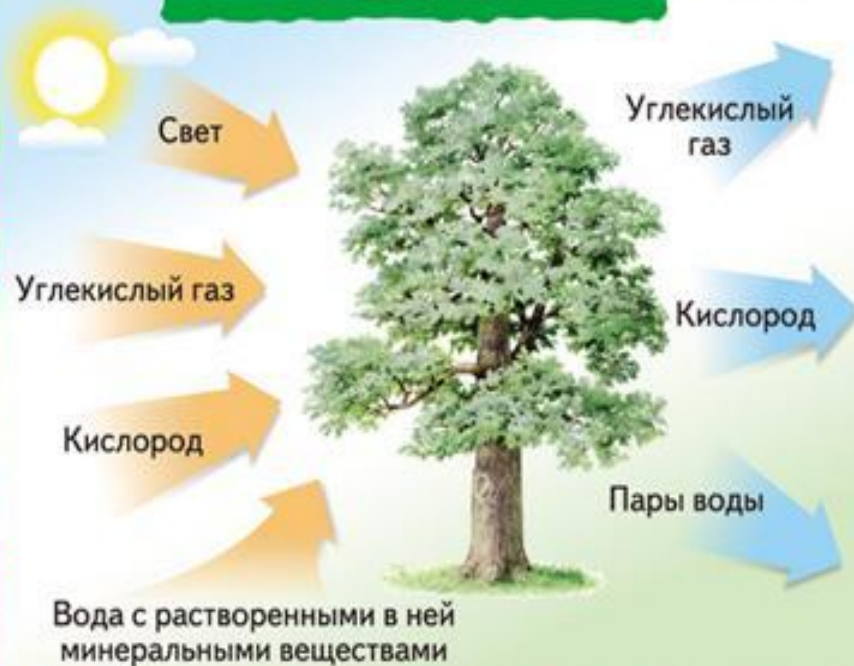 Свет
Углекислый газ
Кислород
Вода с растворенными в ней
минеральными веществами
Углекислый
газ
Кислород
Пары воды